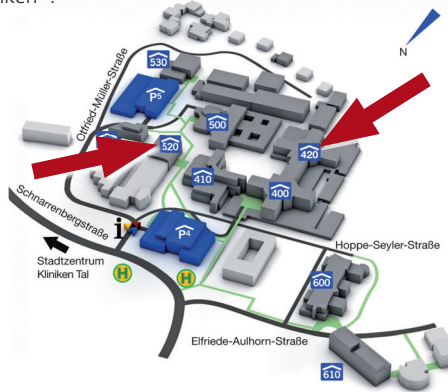 iken".
N
530
Otfried-Müller-Straße
P5
500
520
420
410
400
Schnarrenbergstraße
i
P4
Stadtzentrum
Kliniken Tal
H
H
Hoppe-Seyler-Straße
600
Elfriede-Aulhorn-Straße
610